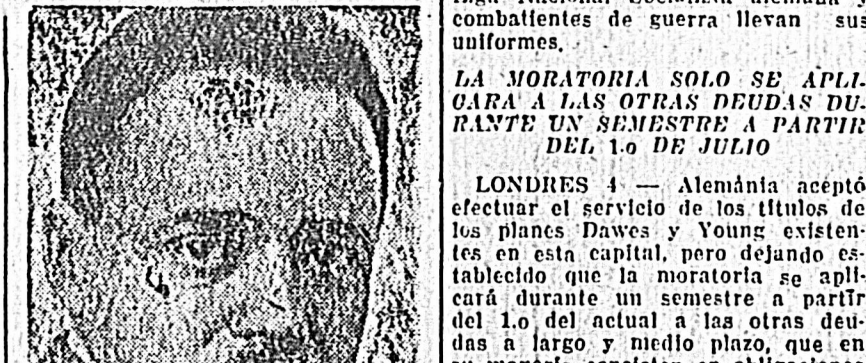 combatientes de guerra llevan sus
uniformes.
LA MORATORIA SOLO SE APLI-
CARA A LAS OTRAS DEUDAS DU-
RANTE UN SEMESTRE A PARTIR
DEL 1.o DE JULIO
LONDRES 4 — Alemánia aceptó
efectuar el servicio de los títulos de
los planes Dawes y Young existen-
tes en esta capital, pero dejando es-
tablecido que la moratoria se apli-
cará durante un semestre a partir
del 1.o del actual a las otras deu-
das a largo y medio plazo, que en